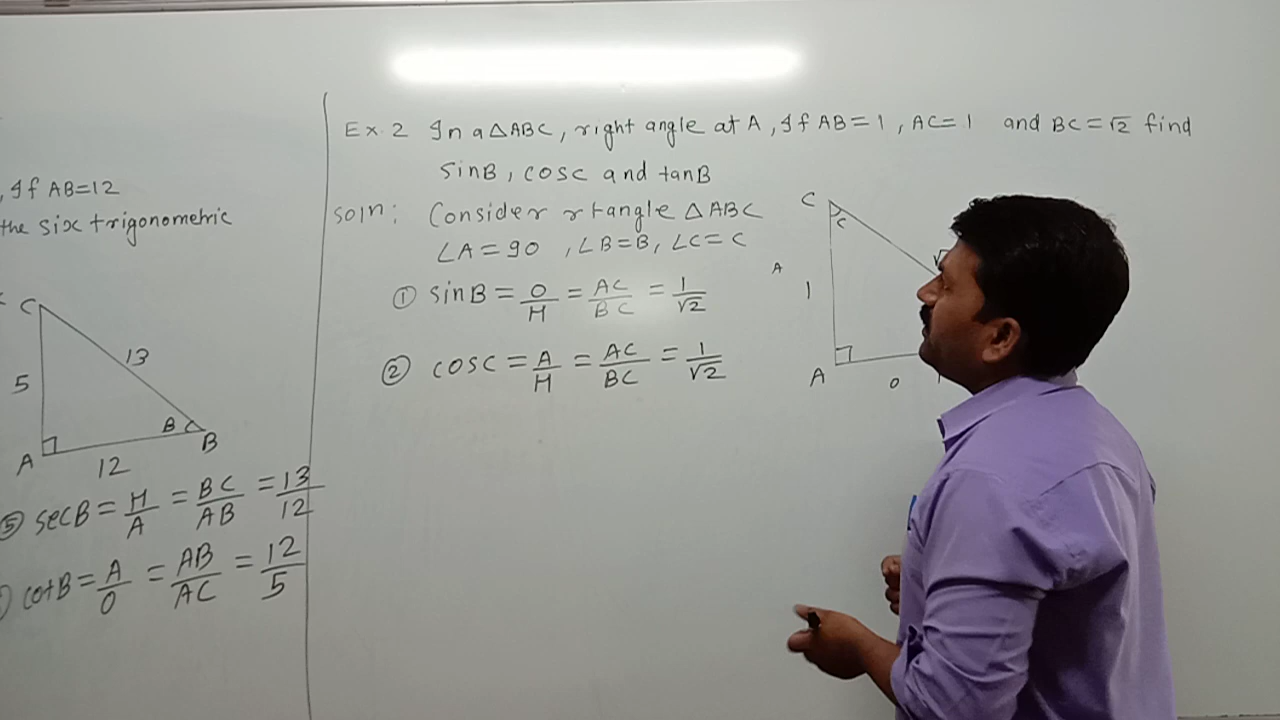 , If AB=12
the six trigonometric
C
5
13
B
A
12
B
⑤ secB = H/A = BC/AB = 13/12
cotB = A/O = AB/AC = 12/5
Ex 2 In a △ABC, right angle at A, If AB=1, AC=1 and BC=√2 find
sinB, cosC and tanB
soln: Consider rtangle △ABC
∠A=90, ∠B=B, ∠C=C
① sinB = O/H = AC/BC = 1/√2
② cosC = A/H = AC/BC = 1/√2
C
C
A
1
A
O